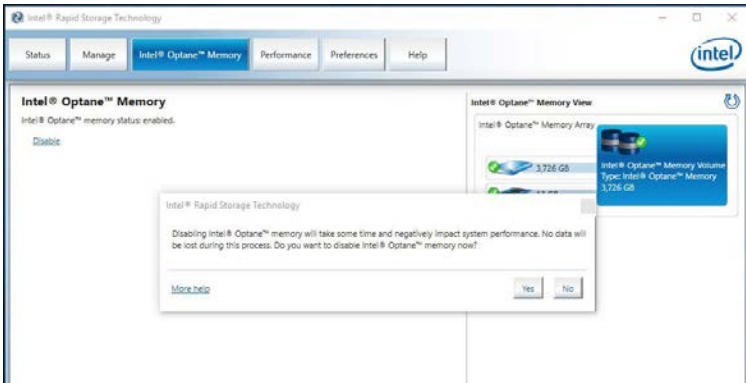 Intel® Rapid Storage Technology
Status
Manage
Intel® Optane™ Memory
Performance
Preferences
Help
intel
Intel® Optane™ Memory
Intel® Optane™ memory status: enabled.
Disable
Intel® Optane™ Memory View
Intel® Optane™ Memory Array
3,726 GB
Intel® Optane™ Memory Volume
Type: Intel® Optane™ Memory
3,726 GB
Intel® Rapid Storage Technology
Disabling Intel® Optane™ memory will take some time and negatively impact system performance. No data will
be lost during this process. Do you want to disable Intel® Optane™ memory now?
More help
Yes
No